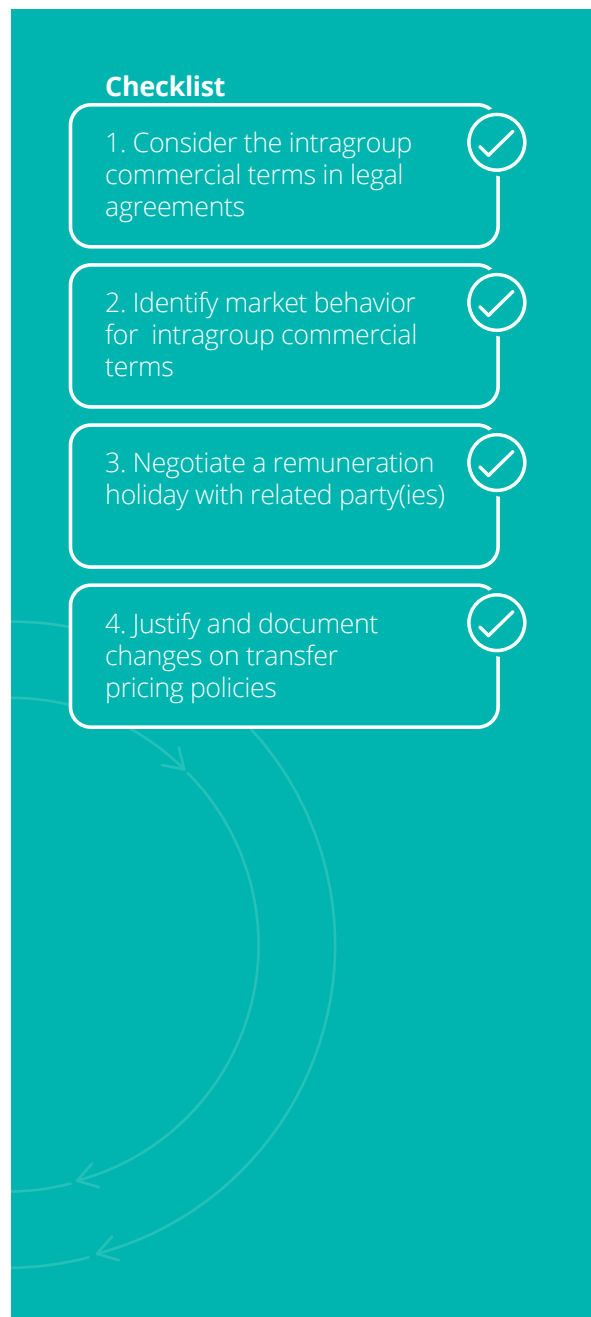 Checklist
1. Consider the intragroup
commercial terms in legal
agreements
2. Identify market behavior
for  intragroup commercial
terms
3. Negotiate a remuneration
holiday with related party(ies)
4. Justify and document
changes on transfer
pricing policies